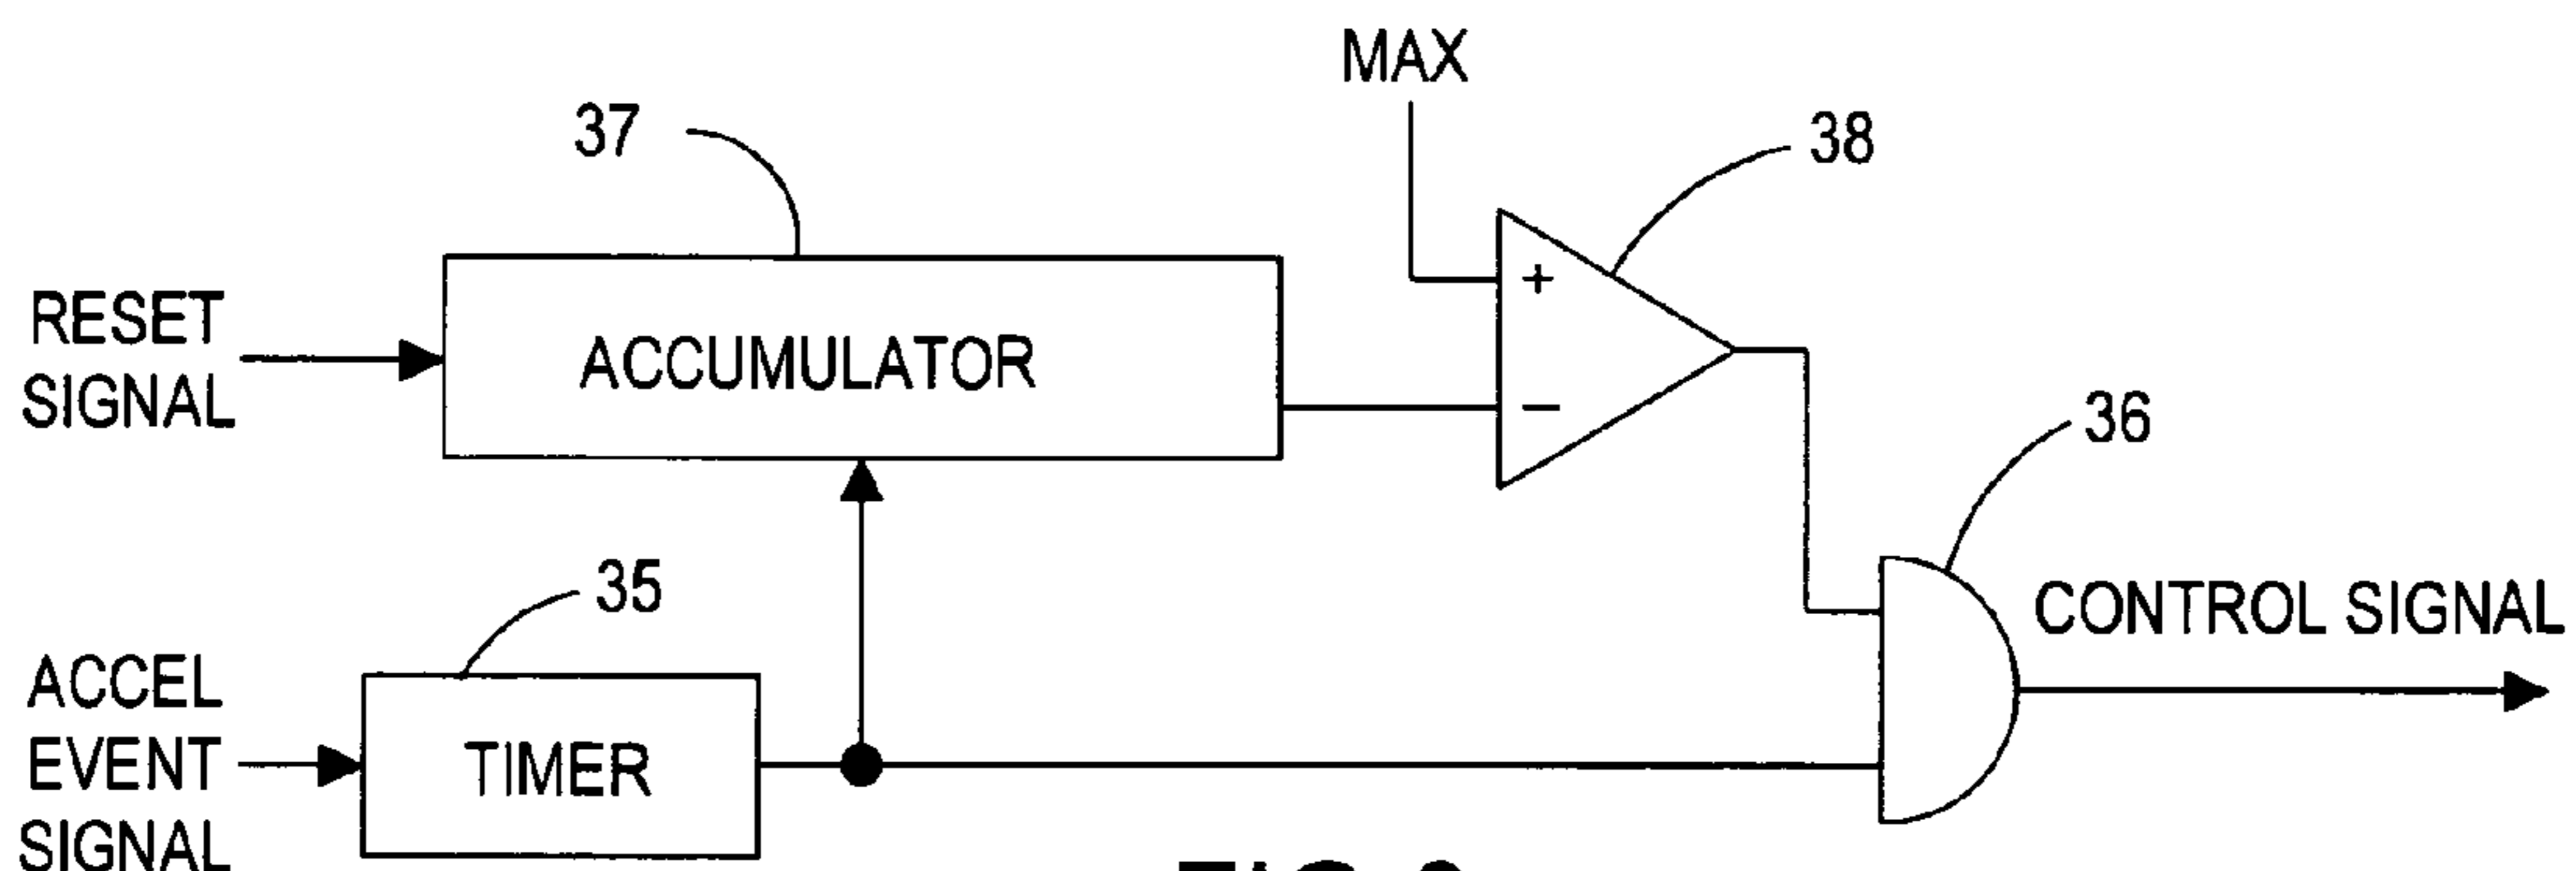 MAX
37
38
RESET
SIGNAL
ACCUMULATOR
+
−
36
35
CONTROL SIGNAL
ACCEL
EVENT
SIGNAL
TIMER